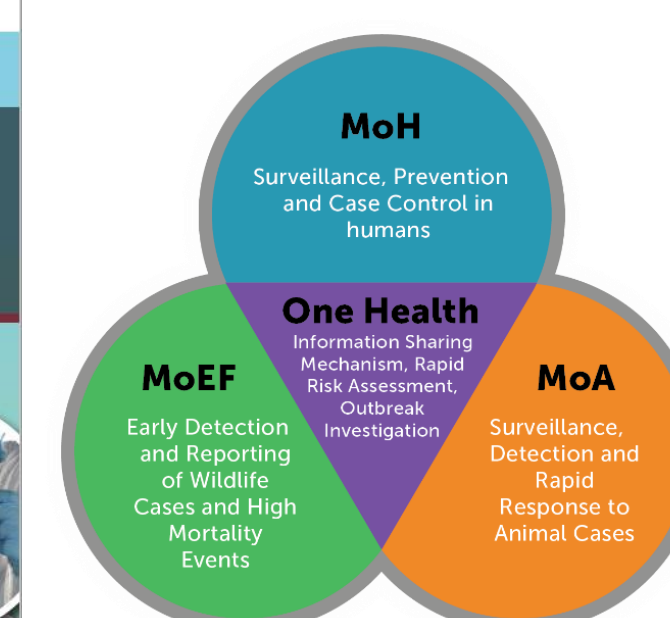 MoH
Surveillance, Prevention
and Case Control in
humans
One Health
Information Sharing
Mechanism, Rapid
Risk Assessment,
Outbreak
Investigation
MoEF
Early Detection
and Reporting
of Wildlife
Cases and High
Mortality
Events
MoA
Surveillance,
Detection and
Rapid
Response to
Animal Cases